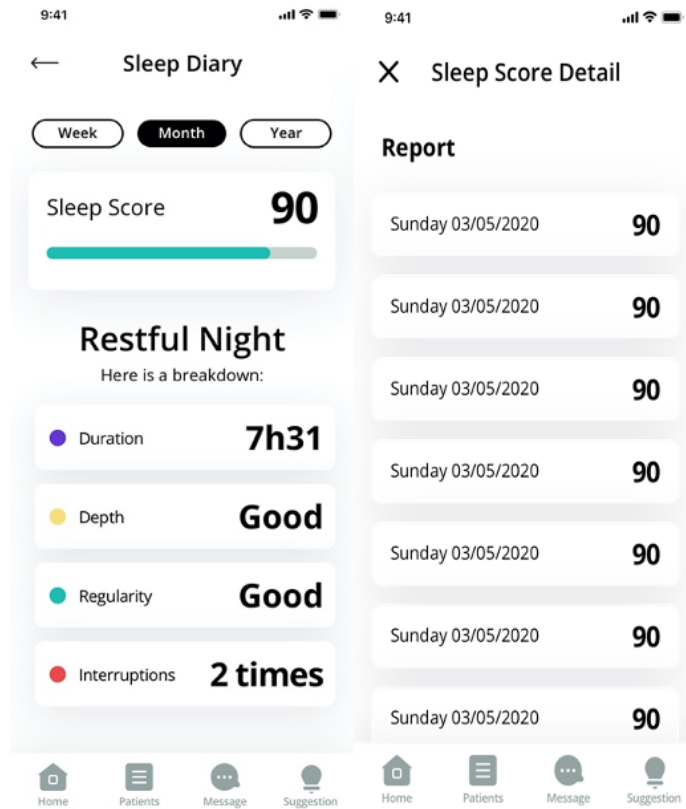 9:41
Sleep Diary
Week Month Year
Sleep Score 90
Restful Night
Here is a breakdown:
Duration 7h31
Depth Good
Regularity Good
Interruptions 2 times
Home Patients Message Suggestion
9:41
Sleep Score Detail
Report
Sunday 03/05/2020 90
Sunday 03/05/2020 90
Sunday 03/05/2020 90
Sunday 03/05/2020 90
Sunday 03/05/2020 90
Sunday 03/05/2020 90
Sunday 03/05/2020 90
Home Patients Message Suggestion